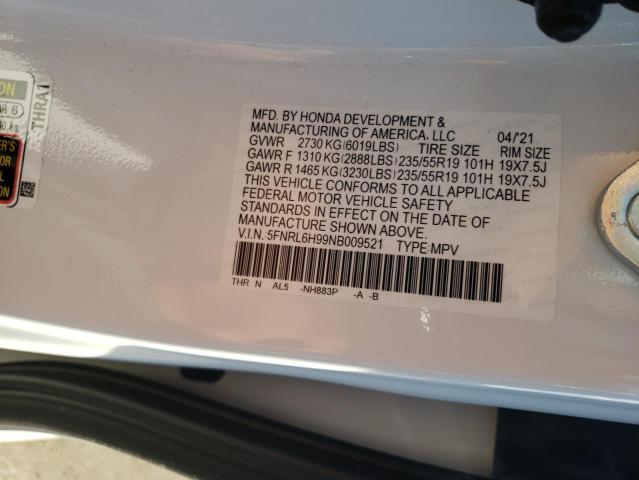 MFD. BY HONDA DEVELOPMENT &
MANUFACTURING OF AMERICA, LLC 04/'21
GVWR 2730 KG(6019LBS) TIRE SIZE RIM SIZE
GAWR F 1310 KG(2888LBS) 235/55R19 101H 19X7.5J
GAWR R 1465 KG(3230LBS) 235/55R19 101H 19X7.5J
THIS VEHICLE CONFORMS TO ALL APPLICABLE
FEDERAL MOTOR VEHICLE SAFETY
STANDARDS IN EFFECT ON THE DATE OF
MANUFACTURE SHOWN ABOVE.
V.I.N.:5FNRL6H99NB009521 TYPE:MPV
THR N AL5 -NH883P -A -B
THRA